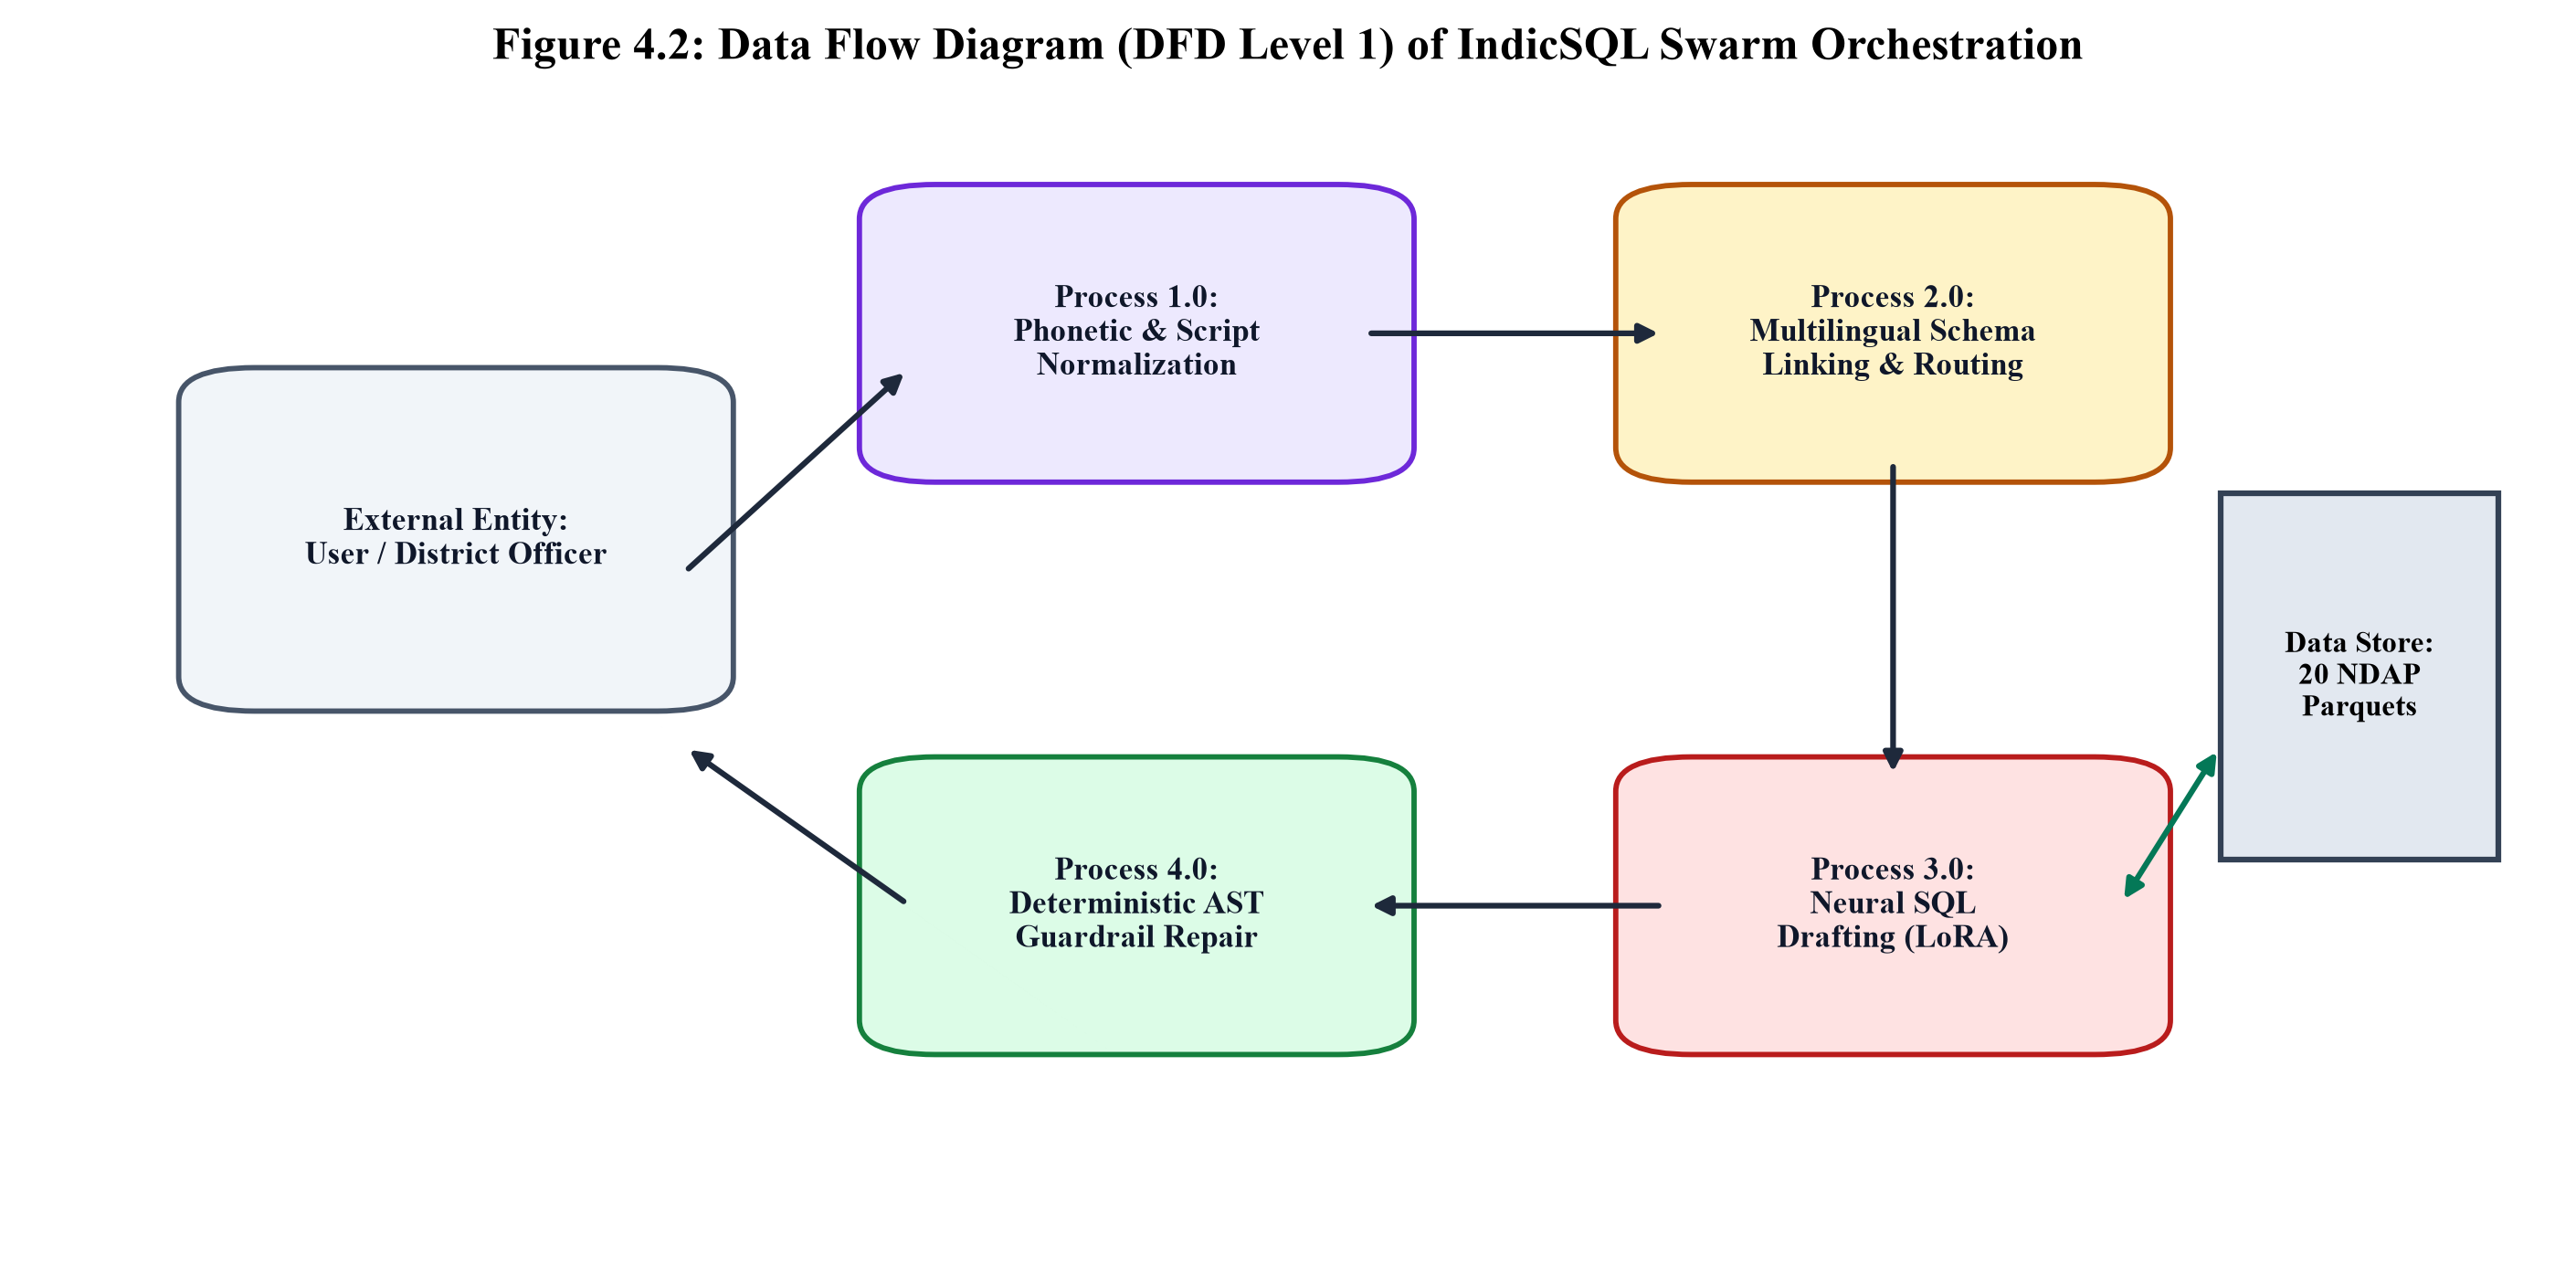 Figure 4.2: Data Flow Diagram (DFD Level 1) of IndicSQL Swarm Orchestration
External Entity:
User / District Officer
Process 1.0:
Phonetic & Script
Normalization
Process 2.0:
Multilingual Schema
Linking & Routing
Data Store:
20 NDAP
Parquets
Process 3.0:
Neural SQL
Drafting (LoRA)
Process 4.0:
Deterministic AST
Guardrail Repair